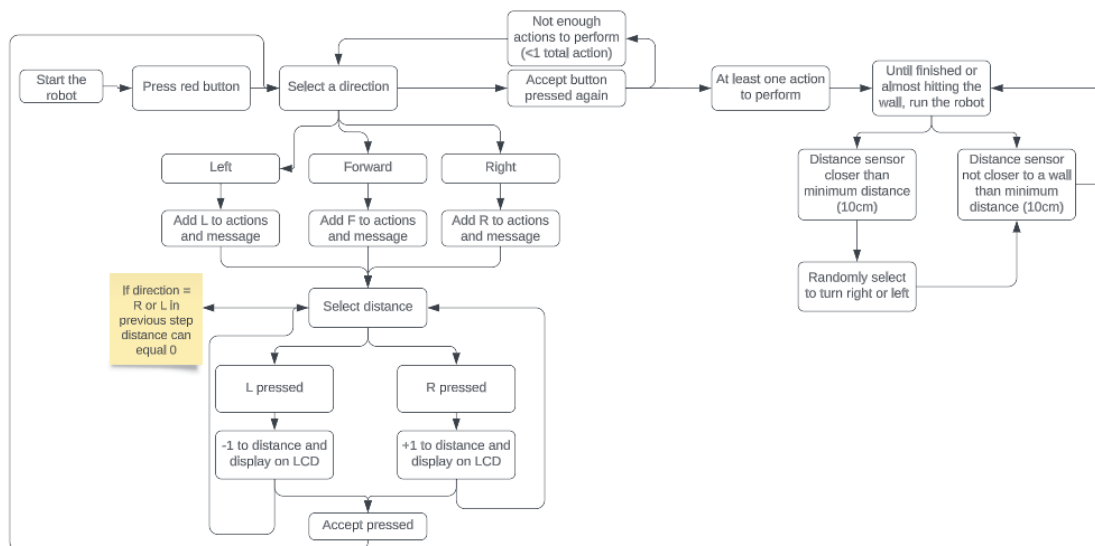 Not enough
actions to perform
(<1 total action)
Start the
robot
Press red button
Select a direction
Accept button
pressed again
At least one action
to perform
Until finished or
almost hitting the
wall, run the robot
Left
Forward
Right
Distance sensor
closer than
minimum distance
(10cm)
Distance sensor
not closer to a wall
than minimum
distance (10cm)
Add L to actions
and message
Add F to actions
and message
Add R to actions
and message
Randomly select
to turn right or left
If direction =
R or L in
previous step
distance can
equal 0
Select distance
L pressed
R pressed
-1 to distance and
display on LCD
+1 to distance and
display on LCD
Accept pressed